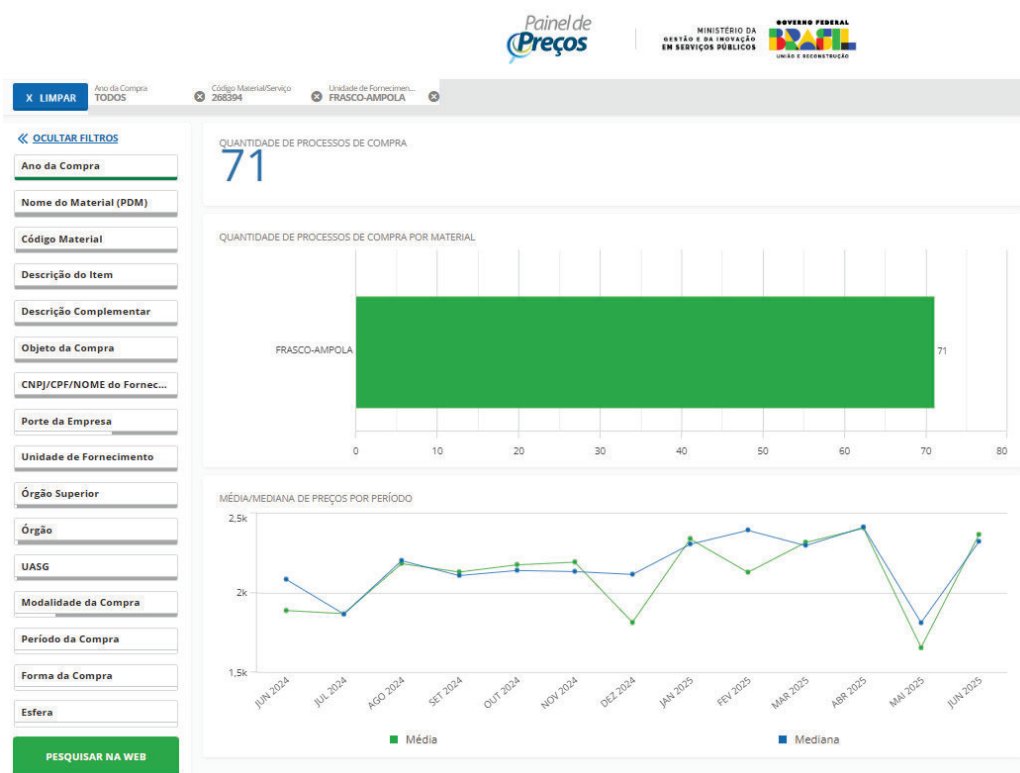 Painel de
Preços
MINISTÉRIO DA
GESTÃO E DA INOVAÇÃO
EM SERVIÇOS PÚBLICOS
GOVERNO FEDERAL
BRASIL
UNIÃO E RECONSTRUÇÃO
X LIMPAR
Ano da Compra
TODOS
Código Material/Serviço
268394
Unidade de Fornecimen...
FRASCO-AMPOLA
OCULTAR FILTROS
Ano da Compra
Nome do Material (PDM)
Código Material
Descrição do Item
Descrição Complementar
Objeto da Compra
CNPJ/CPF/NOME do Fornec...
Porte da Empresa
Unidade de Fornecimento
Órgão Superior
Órgão
UASG
Modalidade da Compra
Período da Compra
Forma da Compra
Esfera
PESQUISAR NA WEB
QUANTIDADE DE PROCESSOS DE COMPRA
71
QUANTIDADE DE PROCESSOS DE COMPRA POR MATERIAL
FRASCO-AMPOLA
71
0 10 20 30 40 50 60 70 80
MÉDIA/MEDIANA DE PREÇOS POR PERÍODO
2,5k
2k
1,5k
JUN 2024 JUL 2024 AGO 2024 SET 2024 OUT 2024 NOV 2024 DEZ 2024 JAN 2025 FEV 2025 MAR 2025 ABR 2025 MAI 2025 JUN 2025
Média Mediana